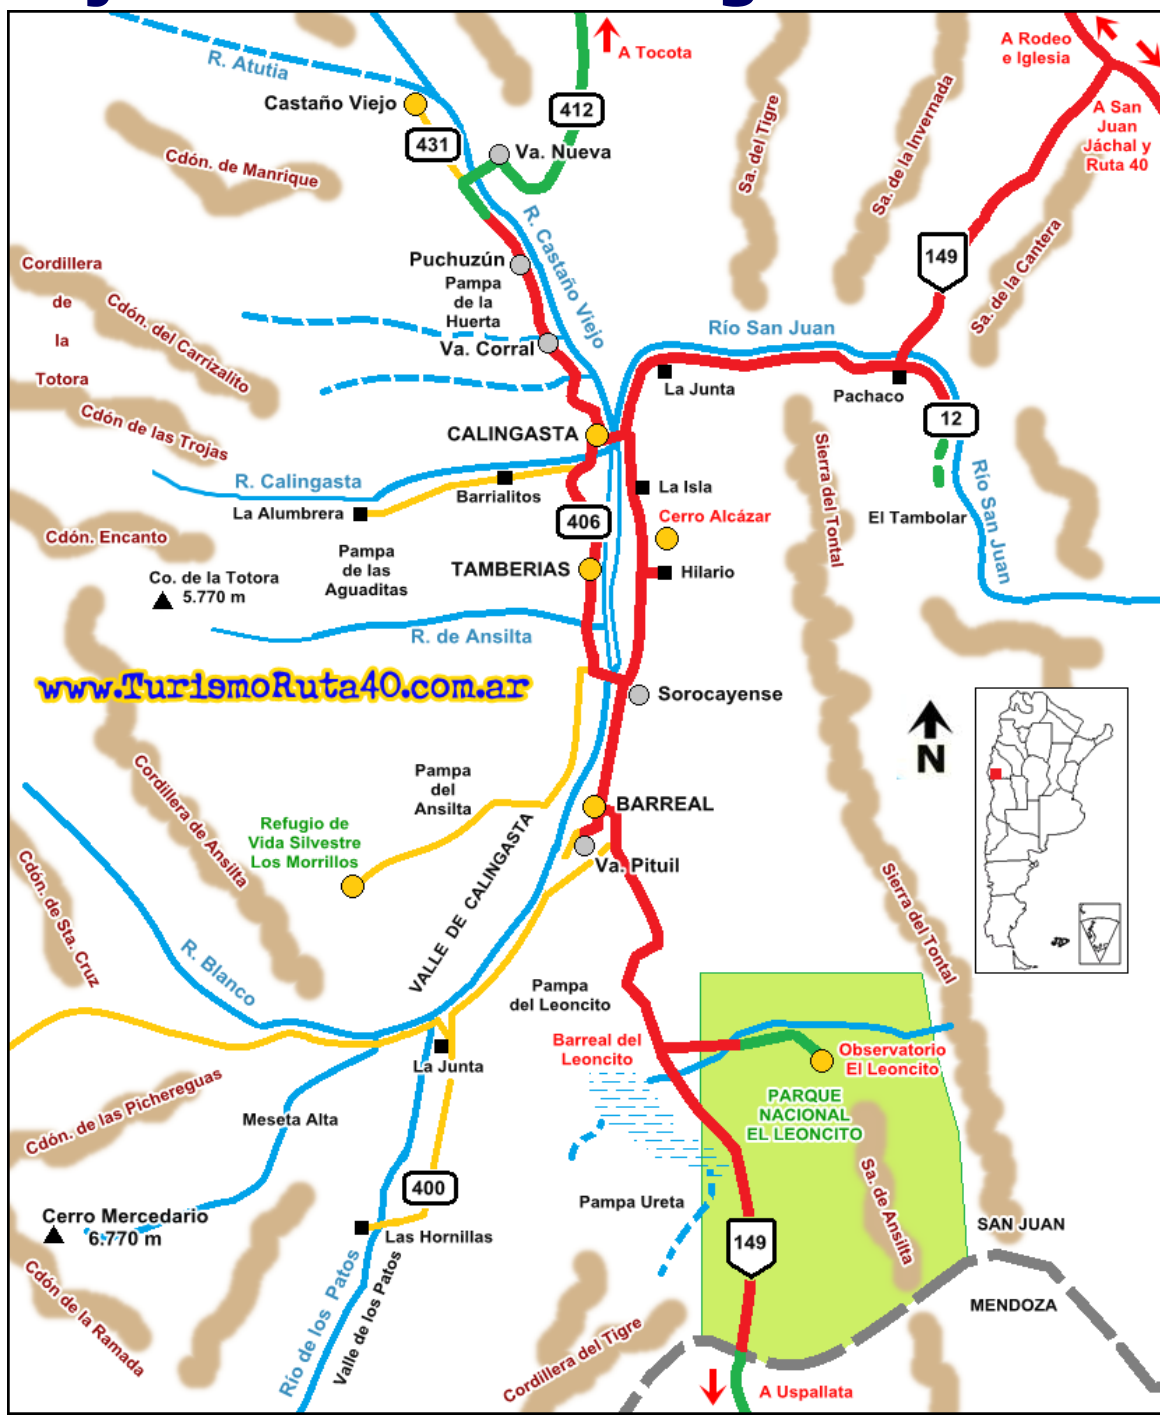 A Tocota
A Rodeo
e Iglesia
R. Atutia
Castaño Viejo
412
431
Va. Nueva
A San
Juan
Jáchal y
Ruta 40
Sa. del Tigre
Sa. de la Invernada
Cdón. de Manrique
R. Castaño Viejo
149
Sa. de la Cantera
Puchuzún
Pampa
de la
Huerta
Cordillera
de
la
Totora
Cdón. del Carrizalito
Va. Corral
Río San Juan
La Junta
Pachaco
12
Cdón de las Trojas
CALINGASTA
Sierra del Tontal
R. Calingasta
Barrialitos
La Isla
Río San Juan
La Alumbrera
406
Cerro Alcázar
El Tambolar
Cdón. Encanto
Pampa
de las
Aguaditas
TAMBERIAS
Hilario
Co. de la Totora
5.770 m
R. de Ansilta
www.TurismoRuta40.com.ar
Sorocayense
N
Cordillera de Ansilta
Pampa
del
Ansilta
BARREAL
Refugio de
Vida Silvestre
Los Morrillos
Va. Pituil
VALLE DE CALINGASTA
Cdón. de Sta. Cruz
Sierra del Tontal
R. Blanco
Pampa
del Leoncito
Barreal del
Leoncito
Observatorio
El Leoncito
La Junta
PARQUE
NACIONAL
EL LEONCITO
Cdón. de las Pichereguas
Meseta Alta
400
Sa. de Ansilta
Pampa Ureta
Cerro Mercedario
6.770 m
Las Hornillas
149
SAN JUAN
MENDOZA
Cdón de la Ramada
Río de los Patos
Valle de los Patos
Cordillera del Tigre
A Uspallata